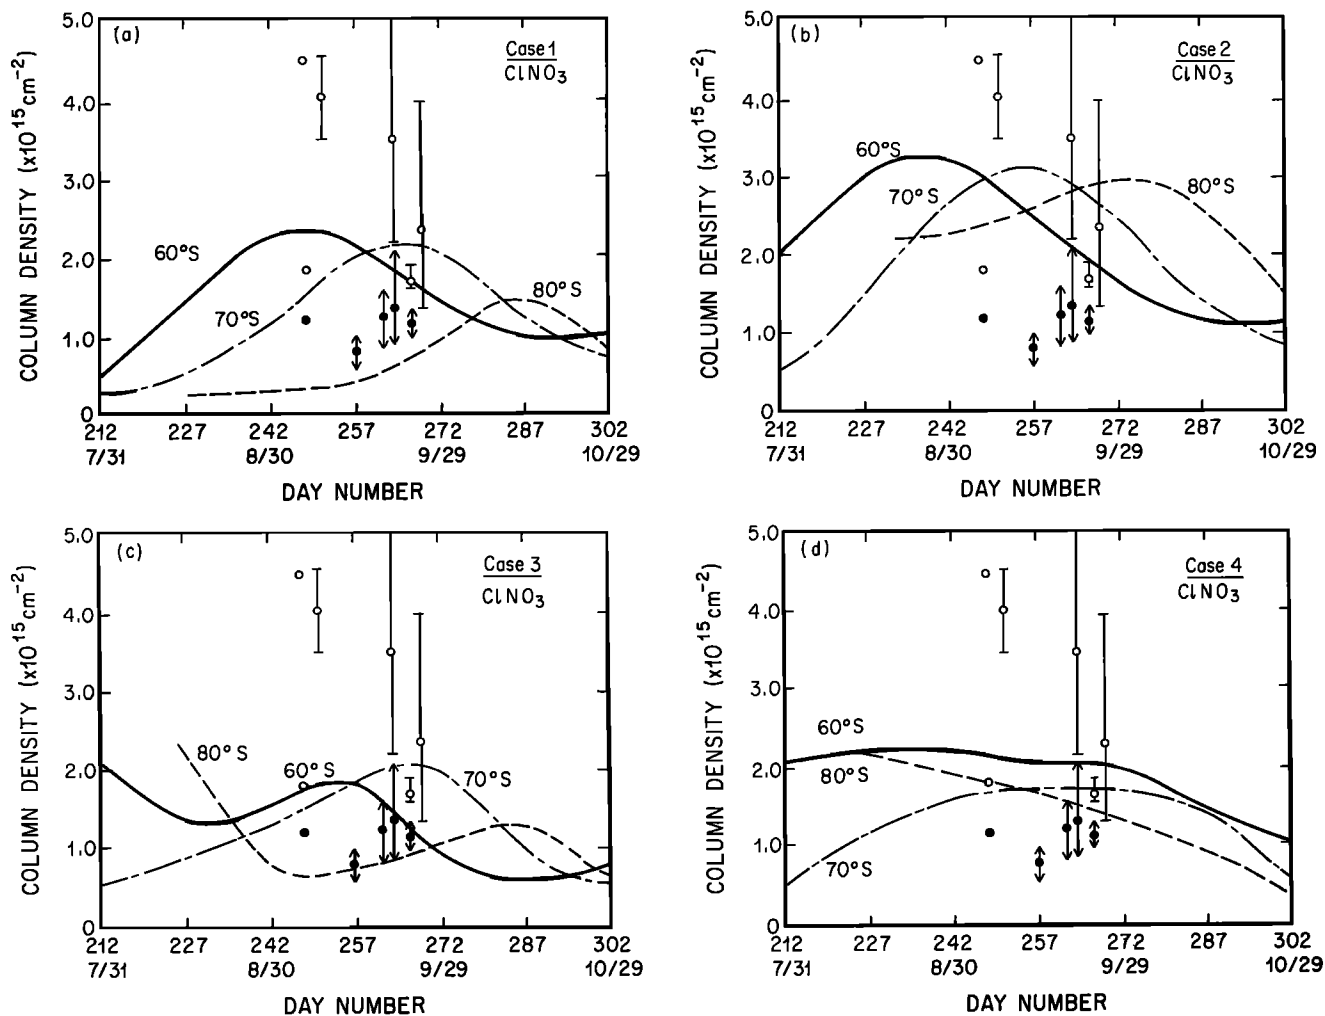 (a)
Case 1
ClNO3
5.0
4.0
3.0
2.0
1.0
0
COLUMN DENSITY (x10^15 cm^-2)
60°S
70°S
80°S
212 227 242 257 272 287 302
7/31 8/30 9/29 10/29
DAY NUMBER
(b)
Case 2
ClNO3
5.0
4.0
3.0
2.0
1.0
0
COLUMN DENSITY (x10^15 cm^-2)
60°S
70°S
80°S
212 227 242 257 272 287 302
7/31 8/30 9/29 10/29
DAY NUMBER
(c)
Case 3
ClNO3
5.0
4.0
3.0
2.0
1.0
0
COLUMN DENSITY (x10^15 cm^-2)
80°S
60°S
70°S
212 227 242 257 272 287 302
7/31 8/30 9/29 10/29
DAY NUMBER
(d)
Case 4
ClNO3
5.0
4.0
3.0
2.0
1.0
0
COLUMN DENSITY (x10^15 cm^-2)
60°S
80°S
70°S
212 227 242 257 272 287 302
7/31 8/30 9/29 10/29
DAY NUMBER